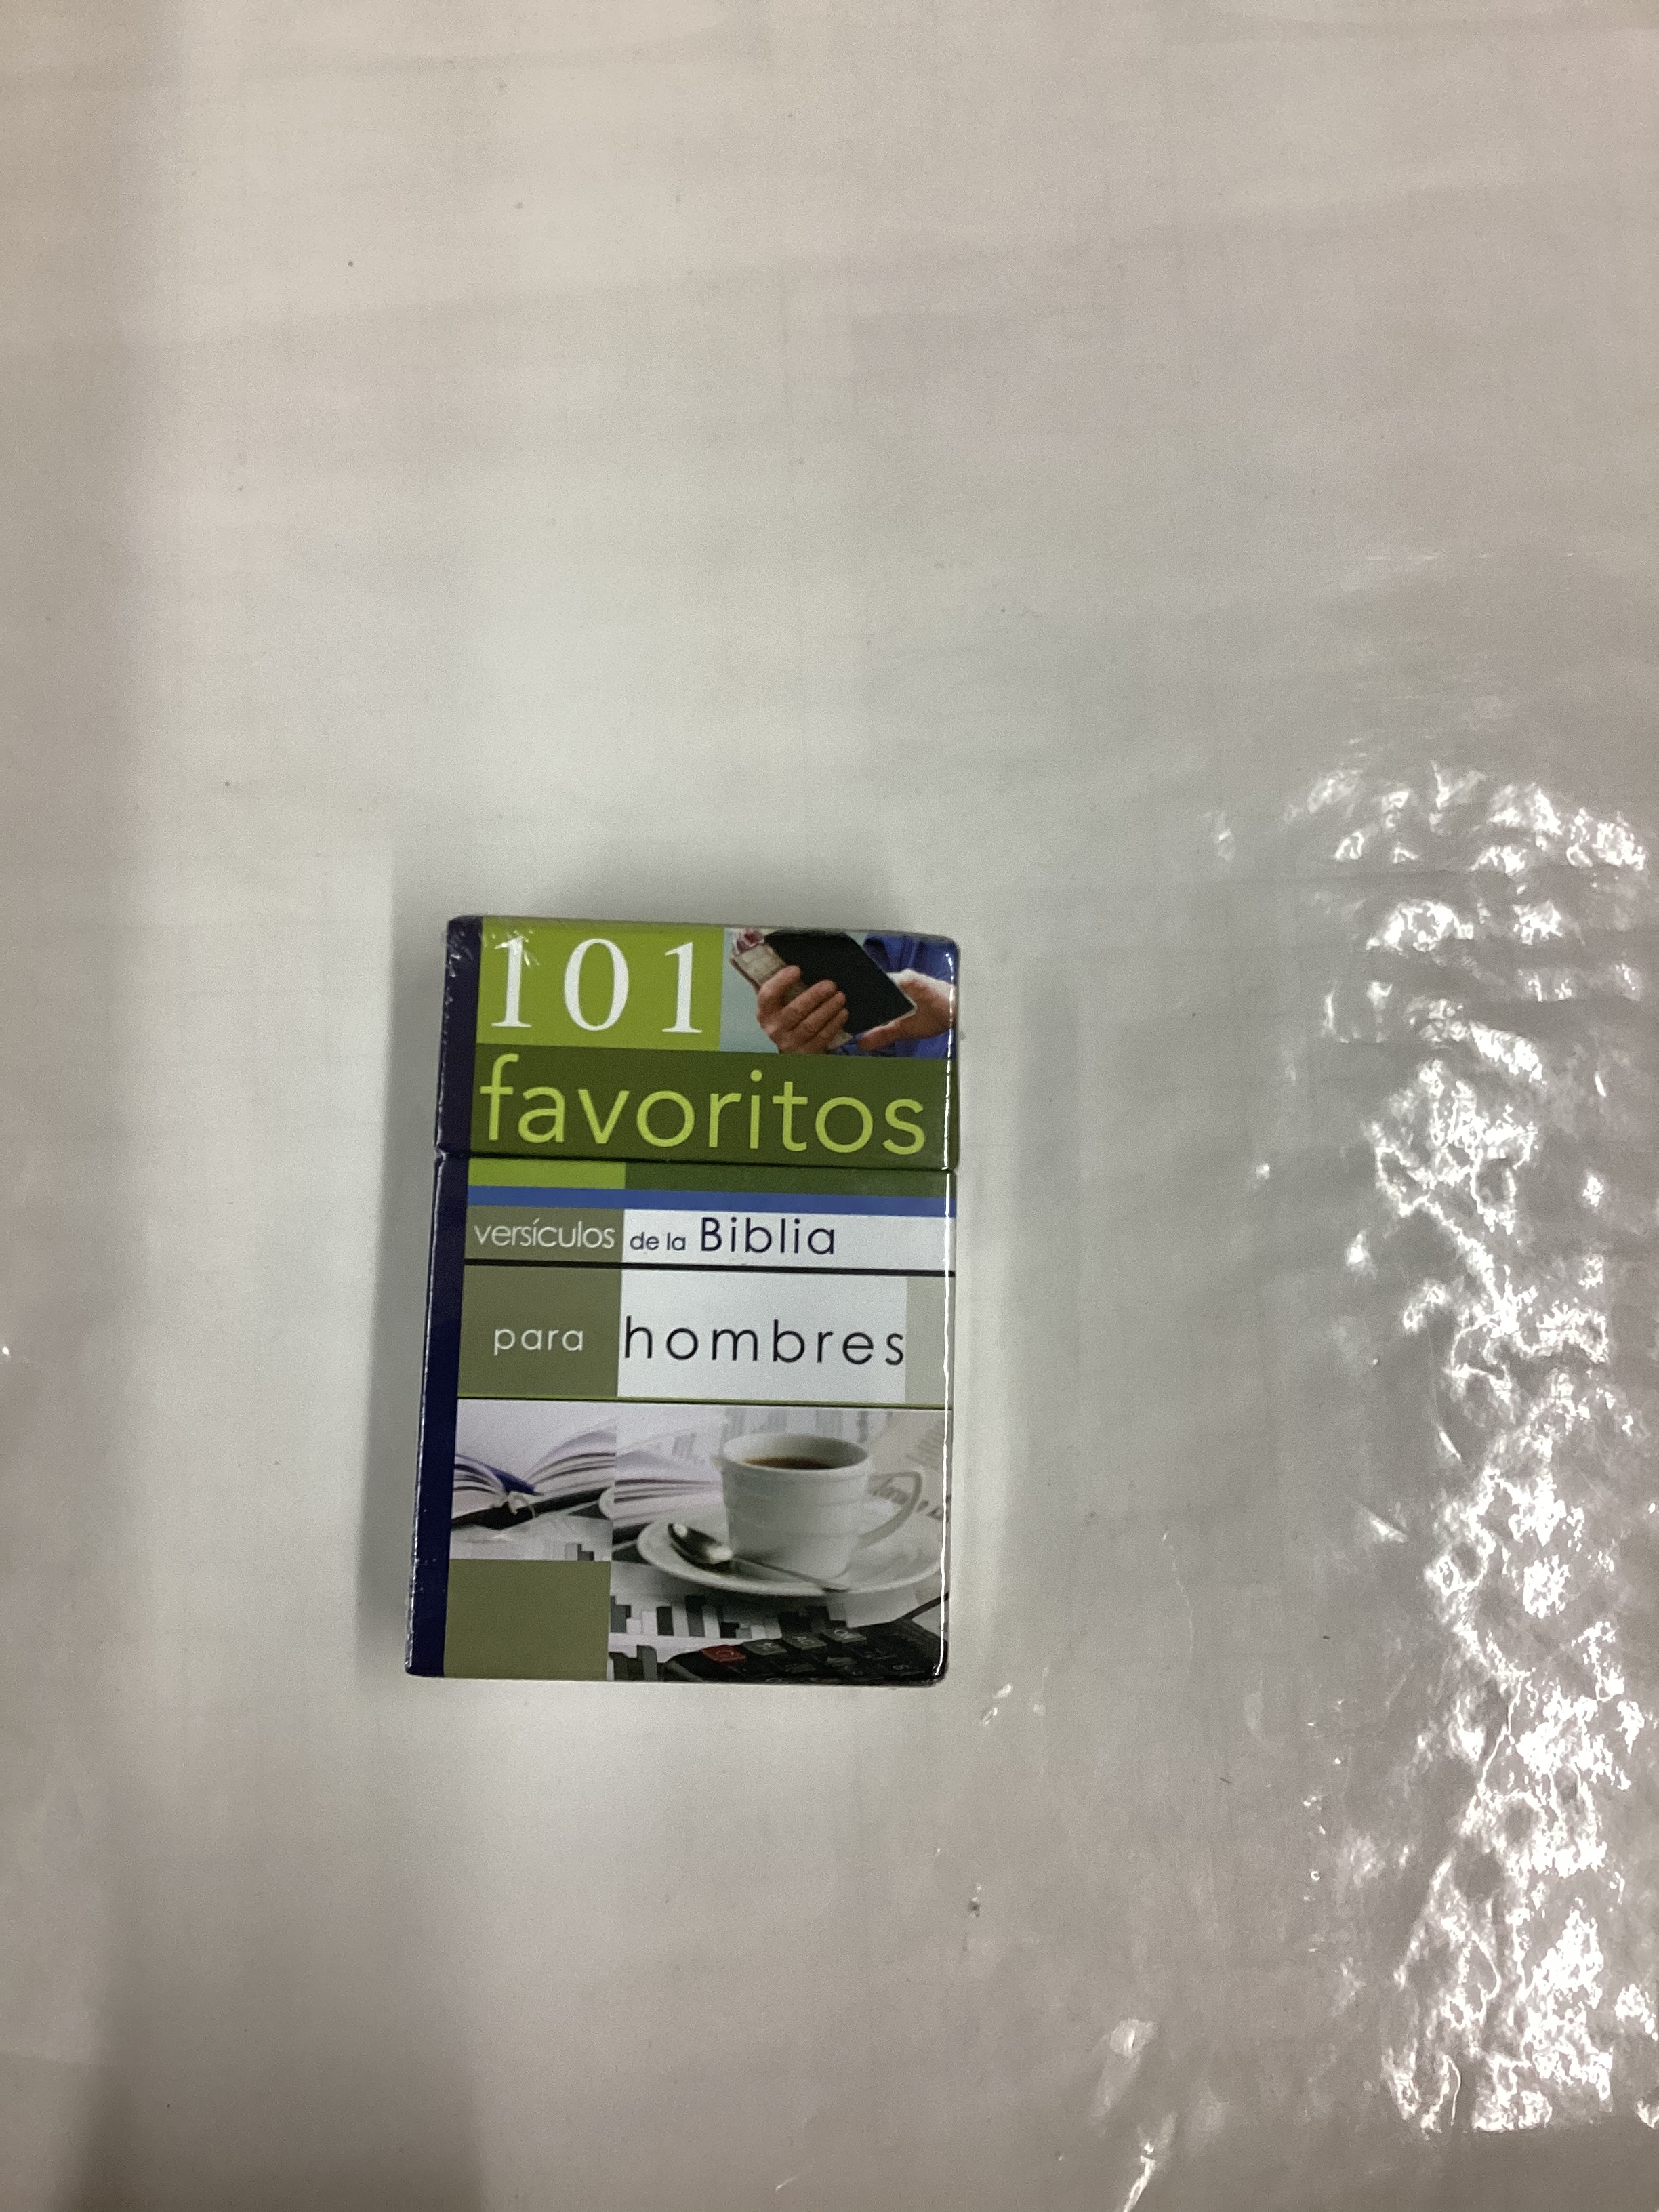 101
favoritos
versículos de la Biblia
para hombres